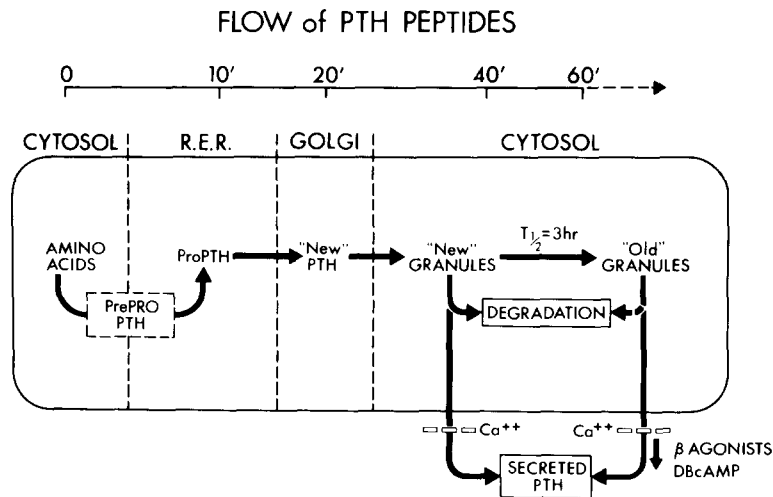 FLOW of PTH PEPTIDES
0 10' 20' 40' 60'
CYTOSOL R.E.R. GOLGI CYTOSOL
AMINO
ACIDS
PrePRO
PTH
ProPTH
"New"
PTH
"New"
GRANULES
T½=3hr
"Old"
GRANULES
DEGRADATION
Ca++
Ca++
β AGONISTS
DBcAMP
SECRETED
PTH